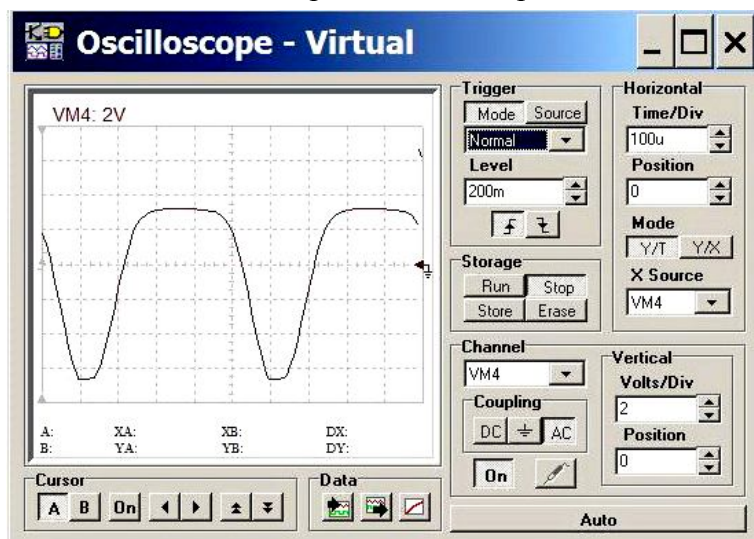 Oscilloscope - Virtual
VM4: 2V
A: XA: XB: DX:
B: YA: YB: DY:
Cursor
A B On
Data
Trigger
Mode Source
Normal
Level
200m
Storage
Run Stop
Store Erase
Horizontal
Time/Div
100u
Position
0
Mode
Y/T Y/X
X Source
VM4
Channel
VM4
Coupling
DC AC
On
Vertical
Volts/Div
2
Position
0
Auto